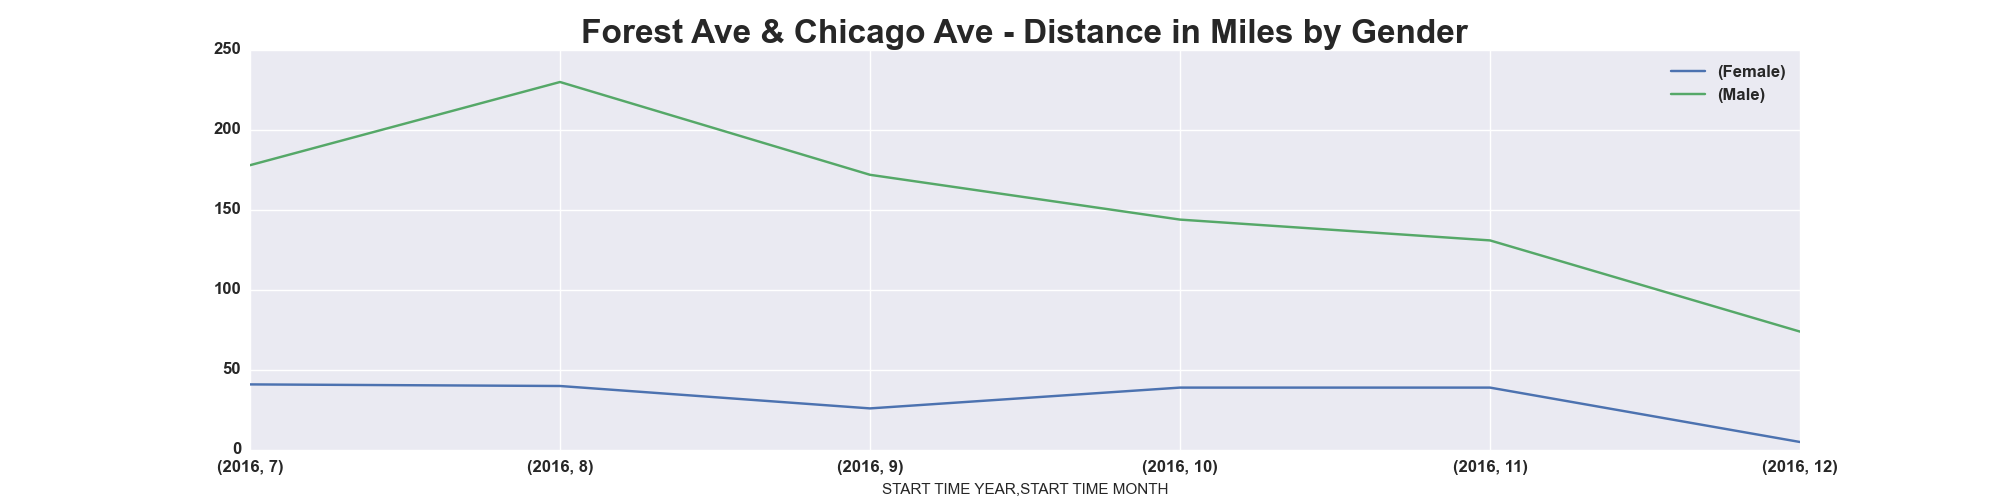 Forest Ave & Chicago Ave - Distance in Miles by Gender
250
200
150
100
50
0
(Female)
(Male)
(2016, 7) (2016, 8) (2016, 9) (2016, 10) (2016, 11) (2016, 12)
START TIME YEAR,START TIME MONTH